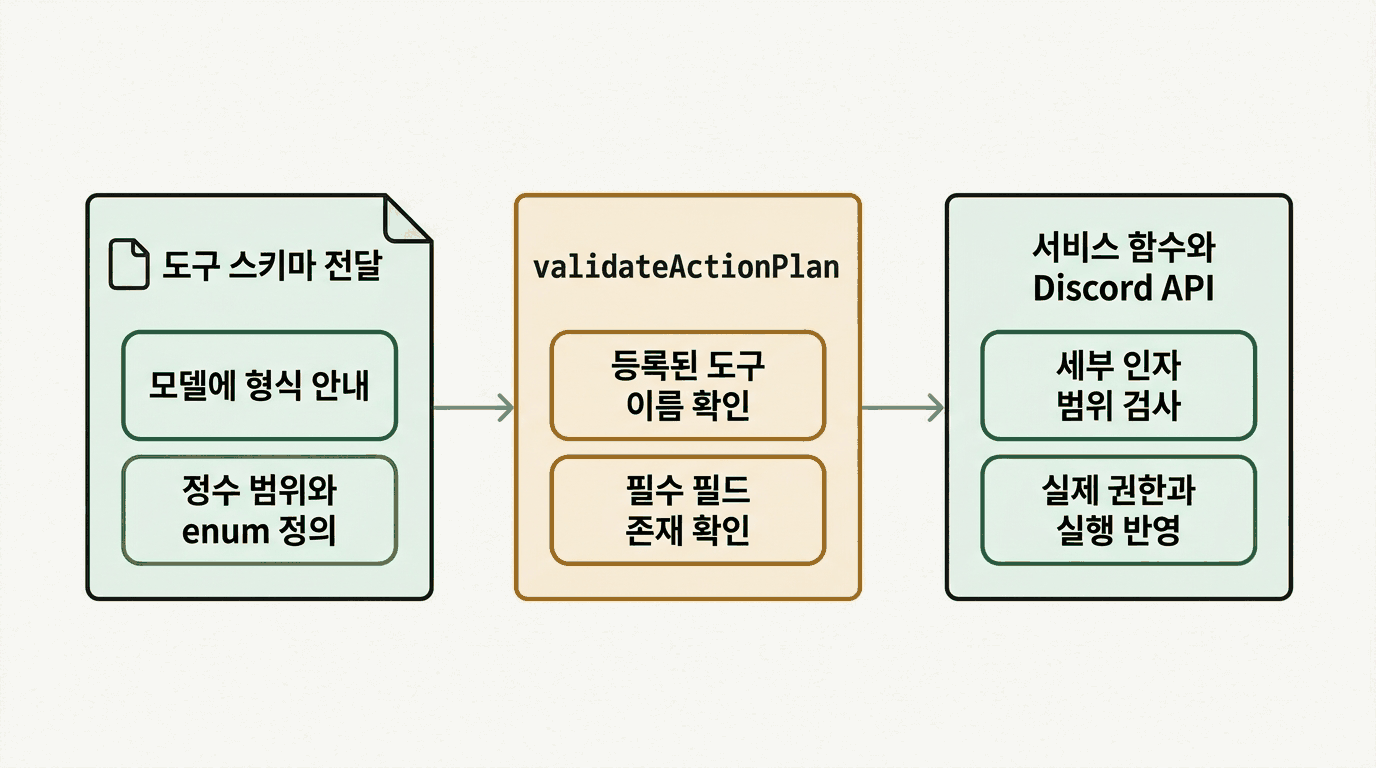 도구 스키마 전달
모델에 형식 안내
정수 범위와
enum 정의
validateActionPlan
등록된 도구
이름 확인
필수 필드
존재 확인
서비스 함수와
Discord API
세부 인자
범위 검사
실제 권한과
실행 반영